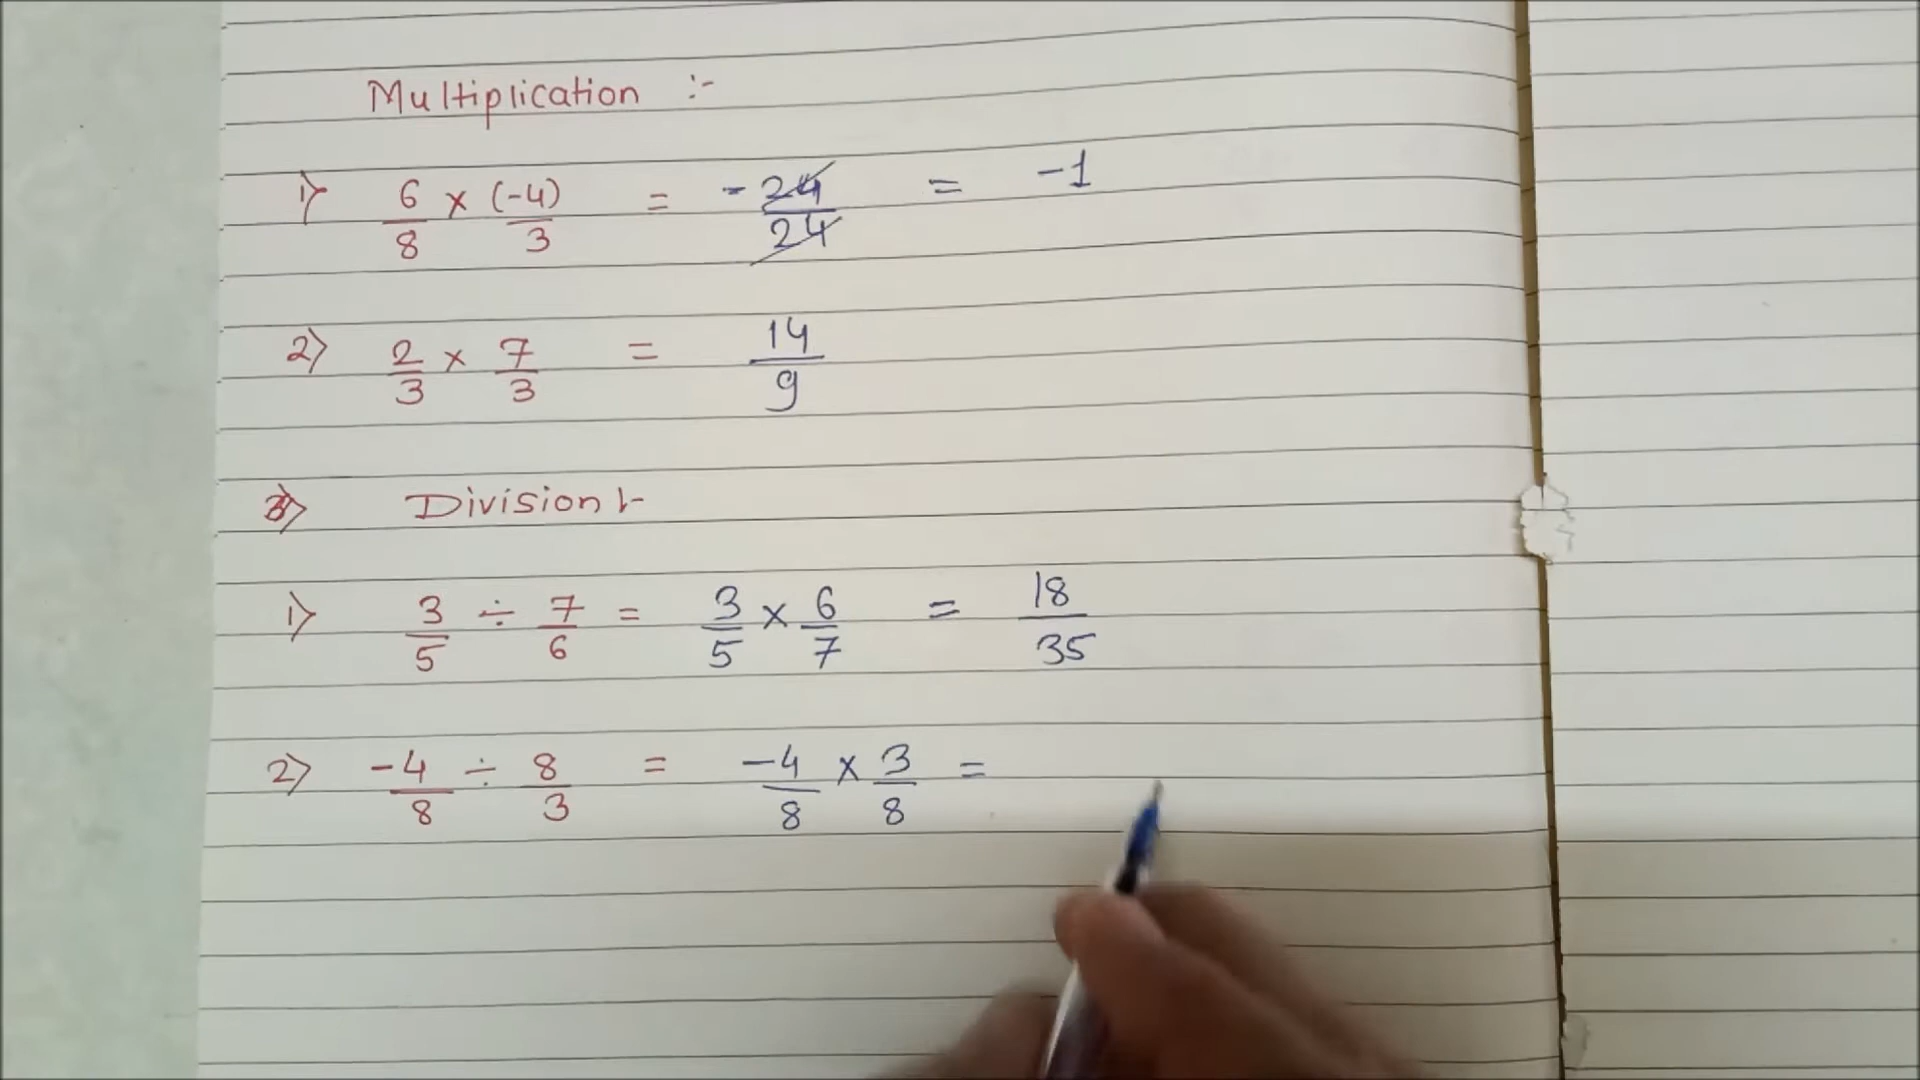 Multiplication :-
1) 6/8 × (-4)/3 = -24/24 = -1
2) 2/3 × 7/3 = 14/9
3) Division :-
1) 3/5 ÷ 7/6 = 3/5 × 6/7 = 18/35
2) -4/8 ÷ 8/3 = -4/8 × 3/8 =